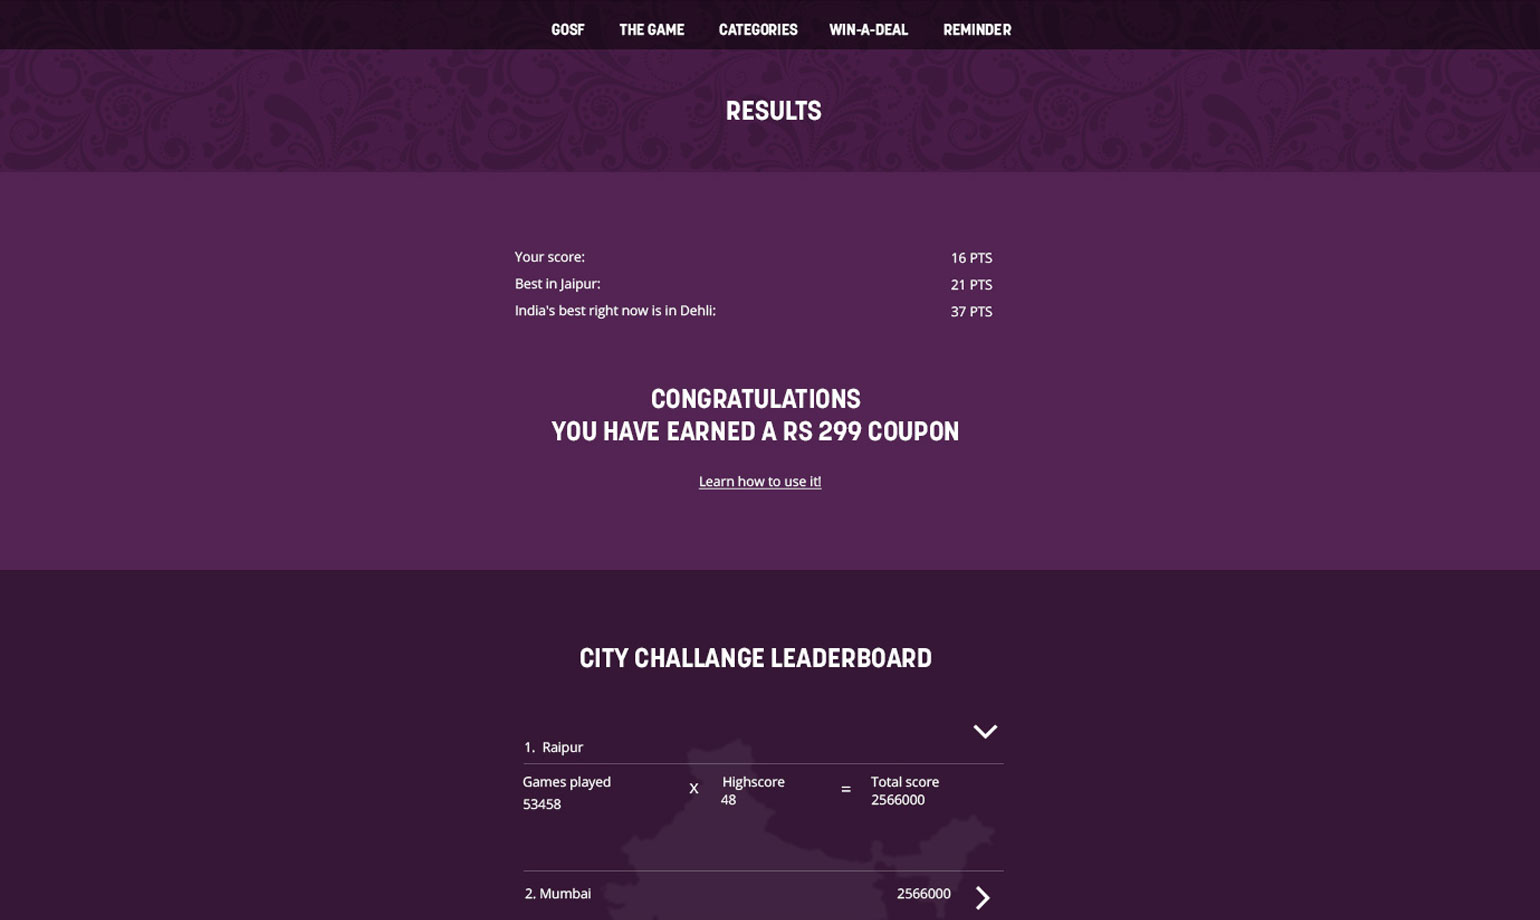 GOSF THE GAME CATEGORIES WIN-A-DEAL REMINDER
RESULTS
Your score: 16 PTS
Best in Jaipur: 21 PTS
India's best right now is in Dehli: 37 PTS
CONGRATULATIONS
YOU HAVE EARNED A RS 299 COUPON
Learn how to use it!
CITY CHALLANGE LEADERBOARD
1. Raipur
Games played X Highscore = Total score
53458 48 2566000
2. Mumbai 2566000